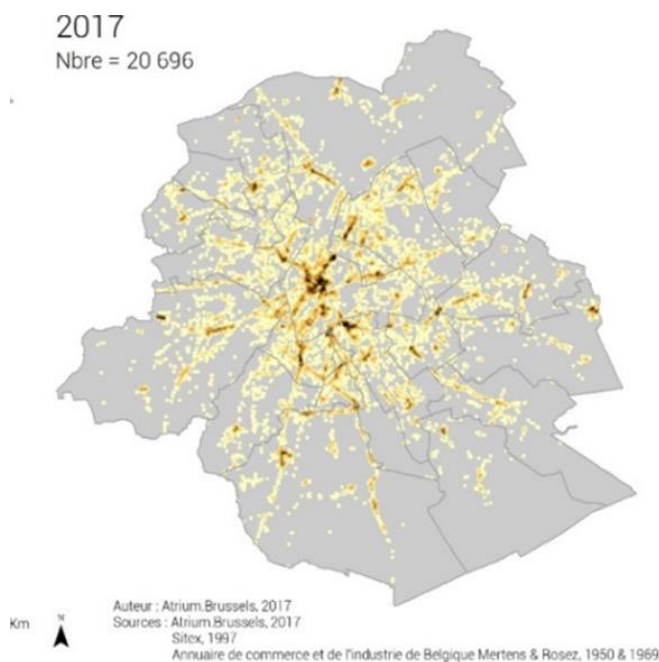 2017
Nbre = 20 696
Km
N
Auteur : Atrium.Brussels, 2017
Sources : Atrium.Brussels, 2017
Sitex, 1997
Annuaire de commerce et de l'industrie de Belgique Mertens & Rosez, 1950 & 1969